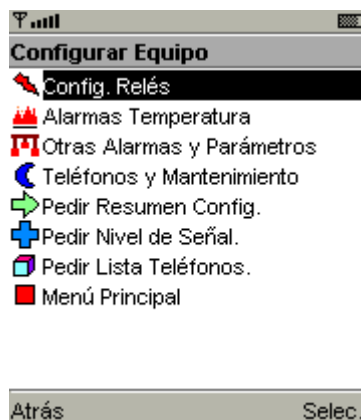 Configurar Equipo
Config. Relés
Alarmas Temperatura
Otras Alarmas y Parámetros
Teléfonos y Mantenimiento
Pedir Resumen Config.
Pedir Nivel de Señal.
Pedir Lista Teléfonos.
Menú Principal
Atrás Selec.